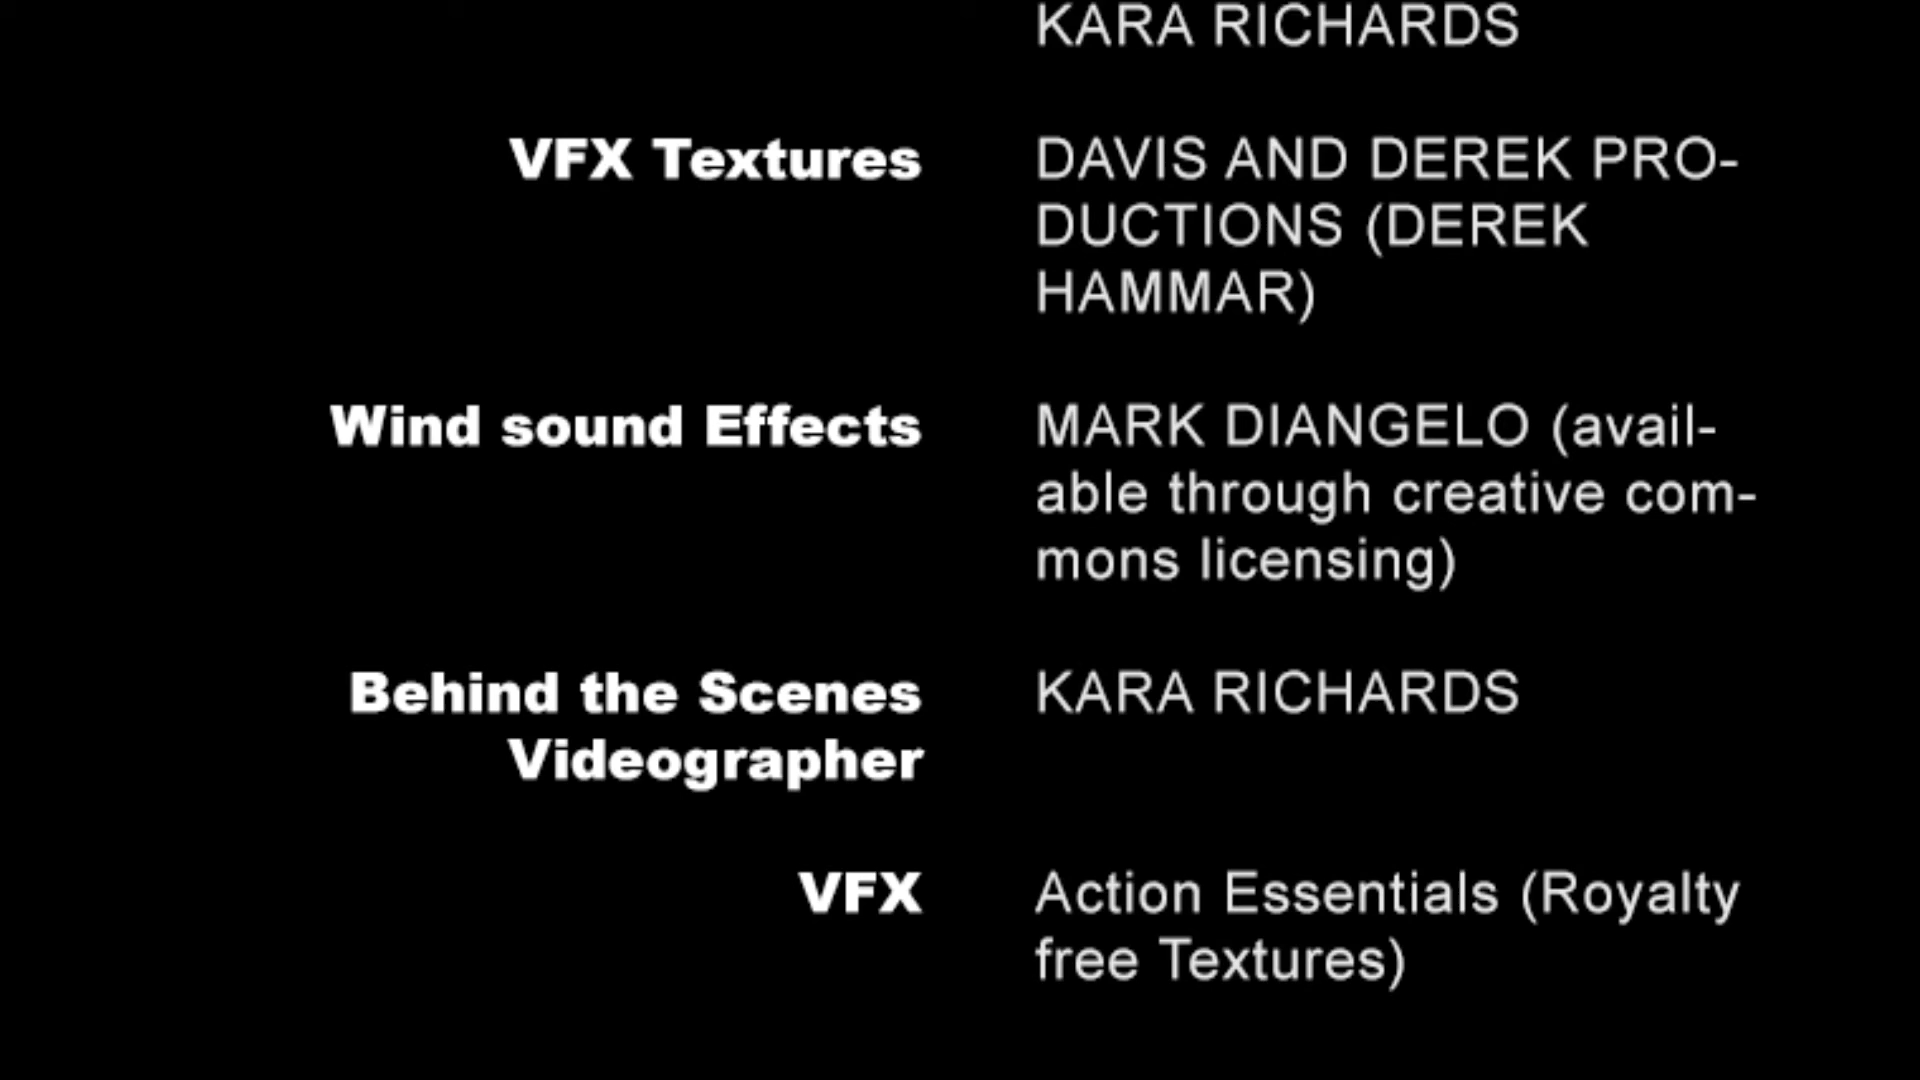 KARA RICHARDS
VFX Textures DAVIS AND DEREK PRO-
DUCTIONS (DEREK
HAMMAR)
Wind sound Effects MARK DIANGELO (avail-
able through creative com-
mons licensing)
Behind the Scenes KARA RICHARDS
Videographer
VFX Action Essentials (Royalty
free Textures)